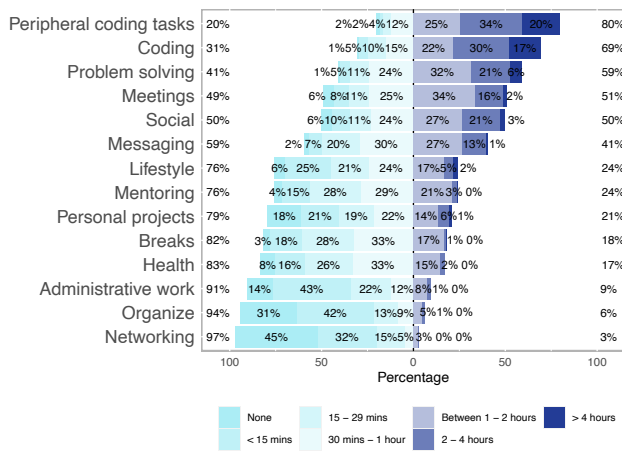 Peripheral coding tasks 20% 2%2%4%12% 25% 34% 20% 80%
Coding 31% 1%5%10%15% 22% 30% 17% 69%
Problem solving 41% 1%5%11% 24% 32% 21% 6% 59%
Meetings 49% 6% 8%11% 25% 34% 16% 2% 51%
Social 50% 6%10%11% 24% 27% 21% 3% 50%
Messaging 59% 2% 7% 20% 30% 27% 13% 1% 41%
Lifestyle 76% 6% 25% 21% 24% 17%5% 2% 24%
Mentoring 76% 4%15% 28% 29% 21%3% 0% 24%
Personal projects 79% 18% 21% 19% 22% 14% 6%1% 21%
Breaks 82% 3% 18% 28% 33% 17% 1% 0% 18%
Health 83% 8% 16% 26% 33% 15% 2% 0% 17%
Administrative work 91% 14% 43% 22% 12% 8%1% 0% 9%
Organize 94% 31% 42% 13%9% 5%1% 0% 6%
Networking 97% 45% 32% 15%5% 3% 0% 0% 3%
100 50 0 50 100
Percentage
None 15 − 29 mins Between 1 − 2 hours > 4 hours
< 15 mins 30 mins − 1 hour 2 − 4 hours